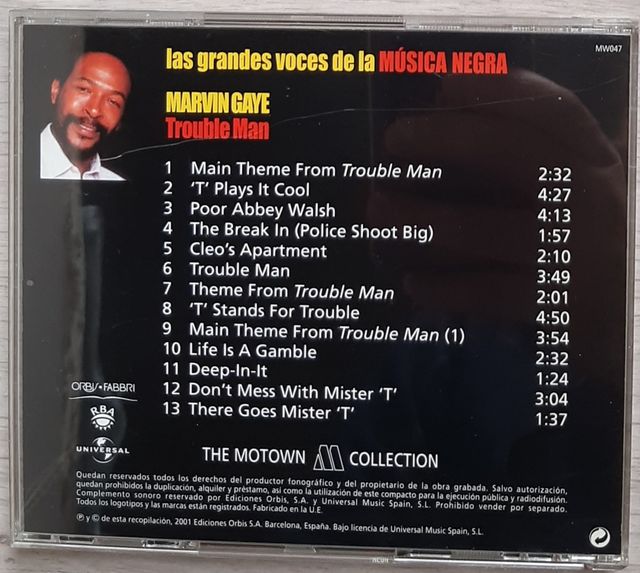 MW047
las grandes voces de la MÚSICA NEGRA
MARVIN GAYE
Trouble Man
1 Main Theme From Trouble Man 2:32
2 ‘T’ Plays It Cool 4:27
3 Poor Abbey Walsh 4:13
4 The Break In (Police Shoot Big) 1:57
5 Cleo's Apartment 2:10
6 Trouble Man 3:49
7 Theme From Trouble Man 2:01
8 ‘T’ Stands For Trouble 4:50
9 Main Theme From Trouble Man (1) 3:54
10 Life Is A Gamble 2:32
11 Deep-In-It 1:24
12 Don't Mess With Mister ‘T’ 3:04
13 There Goes Mister ‘T’ 1:37
ORBIS•FABBRI
RBA
UNIVERSAL
THE MOTOWN M COLLECTION
Quedan reservados todos los derechos del productor fonográfico y del propietario de la obra grabada. Salvo autorización,
quedan prohibidos la duplicación, alquiler y préstamo, así como la utilización de este compacto para la ejecución pública y radiodifusión.
Complemento sonoro reservado por Ediciones Orbis, S.A. y Universal Music Spain, S.L. Prohibido vender por separado.
Todos los logotipos y las marcas están registrados. Fabricado en la U.E.
℗ y © de esta recopilación, 2001 Ediciones Orbis S.A. Barcelona, España. Bajo licencia de Universal Music Spain, S.L.